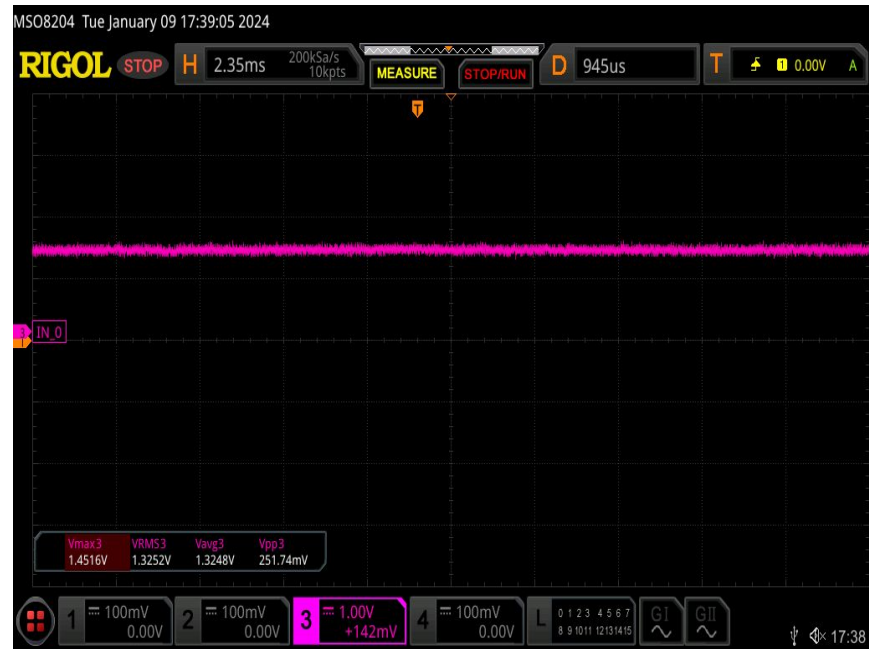 MSO8204 Tue January 09 17:39:05 2024
RIGOL STOP H 2.35ms 200kSa/s 10kpts MEASURE STOP/RUN D 945us T 1 0.00V A
T
3 IN_0
Vmax3 VRMS3 Vavg3 Vpp3
1.4516V 1.3252V 1.3248V 251.74mV
1 100mV 2 100mV 3 1.00V 4 100mV L 0 1 2 3 4 5 6 7 GI GII
0.00V 0.00V +142mV 0.00V 8 9 10 11 12 13 14 15 17:38